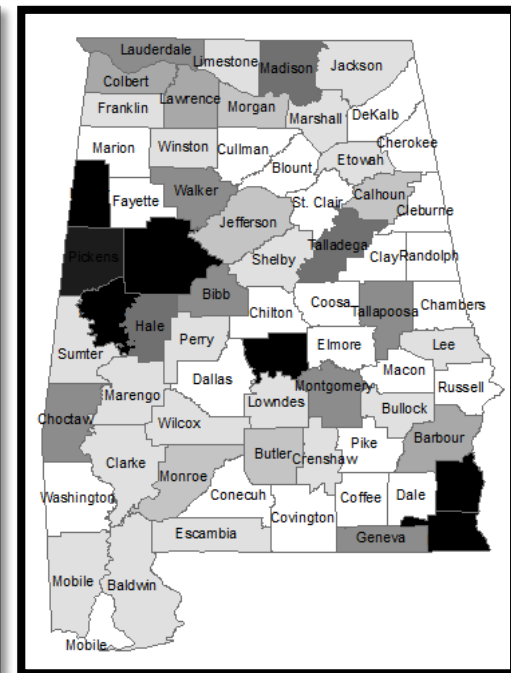 Lauderdale
Limestone
Madison
Jackson
Colbert
Franklin
Lawrence
Morgan
Marshall
DeKalb
Marion
Winston
Cullman
Cherokee
Blount
Etowah
Fayette
Walker
St. Clair
Calhoun
Cleburne
Jefferson
Talladega
Pickens
Shelby
Clay
Randolph
Bibb
Hale
Chilton
Coosa
Tallapoosa
Chambers
Sumter
Perry
Elmore
Lee
Dallas
Macon
Marengo
Montgomery
Russell
Lowndes
Bullock
Choctaw
Wilcox
Butler
Pike
Barbour
Clarke
Monroe
Crenshaw
Washington
Conecuh
Coffee
Dale
Covington
Escambia
Geneva
Mobile
Baldwin
Mobile